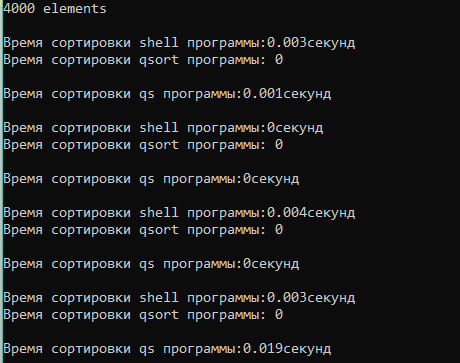 4000 elements
Время сортировки shell программы:0.003секунд
Время сортировки qsort программы: 0
Время сортировки qs программы:0.001секунд
Время сортировки shell программы:0секунд
Время сортировки qsort программы: 0
Время сортировки qs программы:0секунд
Время сортировки shell программы:0.004секунд
Время сортировки qsort программы: 0
Время сортировки qs программы:0секунд
Время сортировки shell программы:0.003секунд
Время сортировки qsort программы: 0
Время сортировки qs программы:0.019секунд